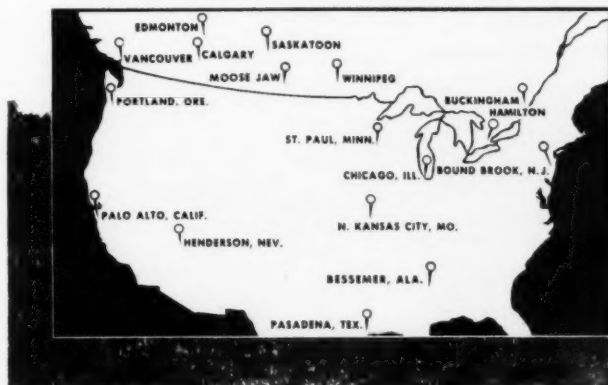 EDMONTON
SASKATOON
VANCOUVER
CALGARY
MOOSE JAW
WINNIPEG
PORTLAND, ORE.
BUCKINGHAM
HAMILTON
ST. PAUL, MINN.
CHICAGO, ILL.
BOUND BROOK, N.J.
PALO ALTO, CALIF.
N. KANSAS CITY, MO.
HENDERSON, NEV.
BESSEMER, ALA.
PASADENA, TEX.